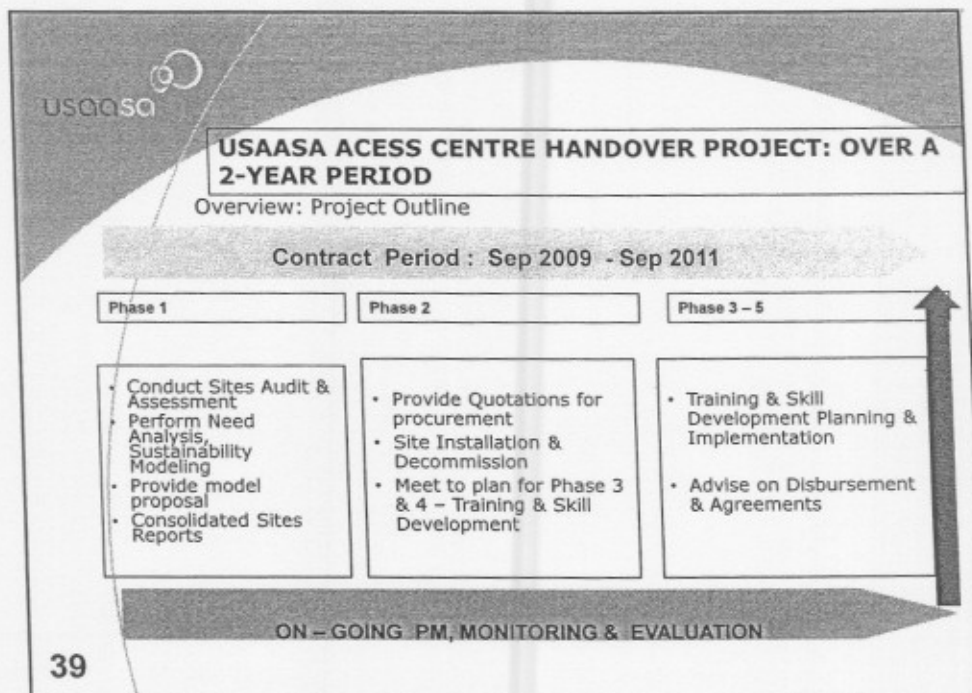 usaasa
USAASA ACESS CENTRE HANDOVER PROJECT: OVER A
2-YEAR PERIOD
Overview: Project Outline
Contract Period : Sep 2009 - Sep 2011
Phase 1
Phase 2
Phase 3 – 5
• Conduct Sites Audit &
Assessment
• Perform Need
Analysis,
Sustainability
Modeling
• Provide model
proposal
• Consolidated Sites
Reports
• Provide Quotations for
procurement
• Site Installation &
Decommission
• Meet to plan for Phase 3
& 4 – Training & Skill
Development
• Training & Skill
Development Planning &
Implementation
• Advise on Disbursement
& Agreements
ON – GOING PM, MONITORING & EVALUATION
39